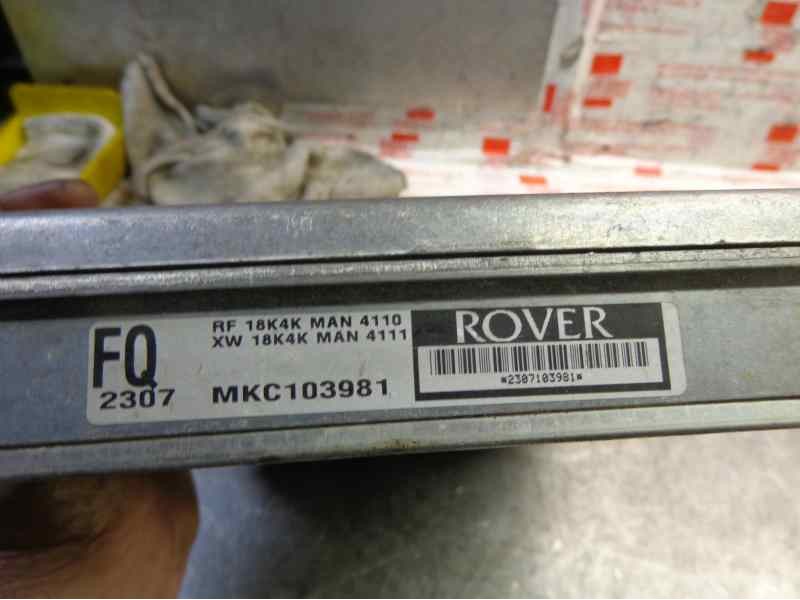 FQ
2307
RF 18K4K MAN 4110
XW 18K4K MAN 4111
MKC103981
ROVER
*2307103981*